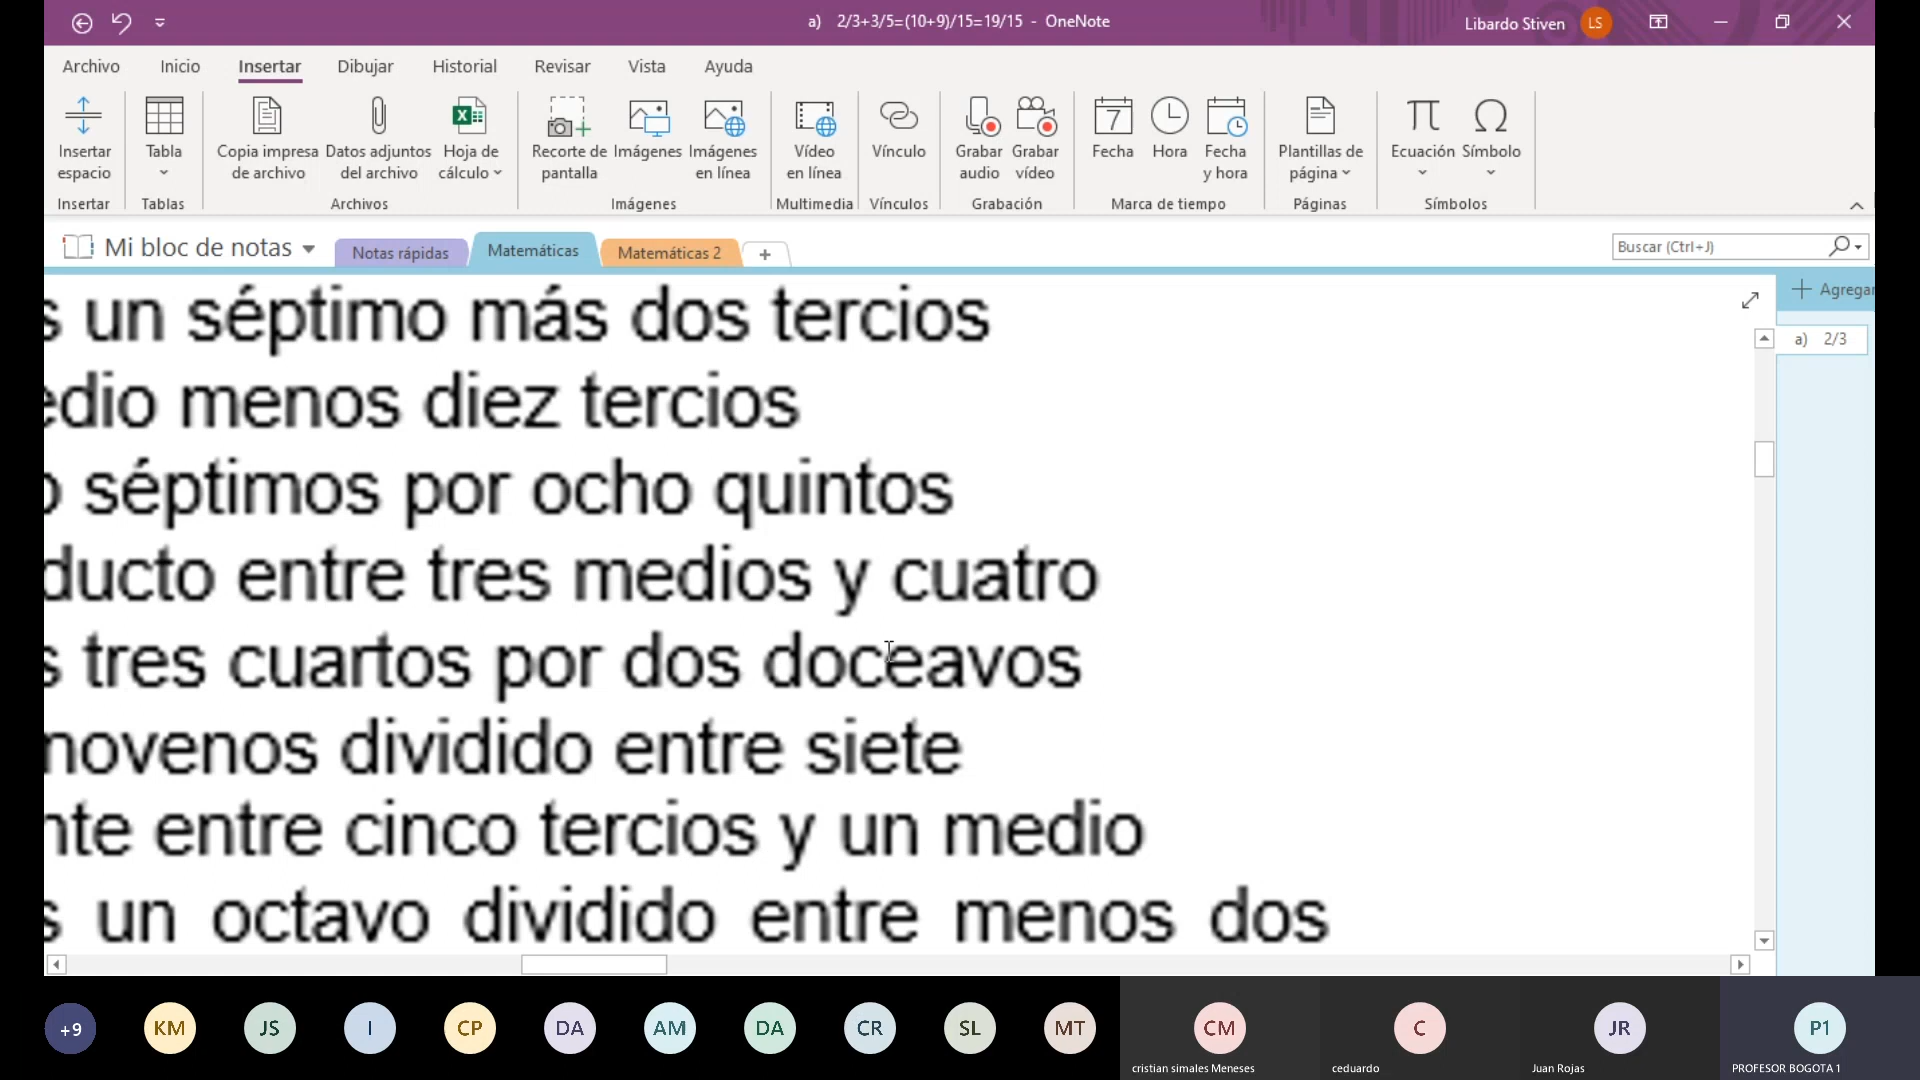 a) 2/3+3/5=(10+9)/15=19/15 - OneNote
Libardo Stiven LS
Archivo Inicio Insertar Dibujar Historial Revisar Vista Ayuda
Insertar espacio
Tabla
Copia impresa de archivo
Datos adjuntos del archivo
Hoja de cálculo
Recorte de pantalla
Imágenes
Imágenes en línea
Vídeo en línea
Vínculo
Grabar audio
Grabar vídeo
7
Fecha
Hora
Fecha y hora
Plantillas de página
π
Ecuación
Ω
Símbolo
Insertar Tablas Archivos Imágenes Multimedia Vínculos Grabación Marca de tiempo Páginas Símbolos
Mi bloc de notas
Notas rápidas Matemáticas Matemáticas 2 +
Buscar (Ctrl+J)
Agregar
a) 2/3
s un séptimo más dos tercios
edio menos diez tercios
o séptimos por ocho quintos
ducto entre tres medios y cuatro
s tres cuartos por dos doceavos
novenos dividido entre siete
nte entre cinco tercios y un medio
s un octavo dividido entre menos dos
+9 KM JS I CP DA AM DA CR SL MT CM C JR P1
cristian simales Meneses ceduardo Juan Rojas PROFESOR BOGOTA 1